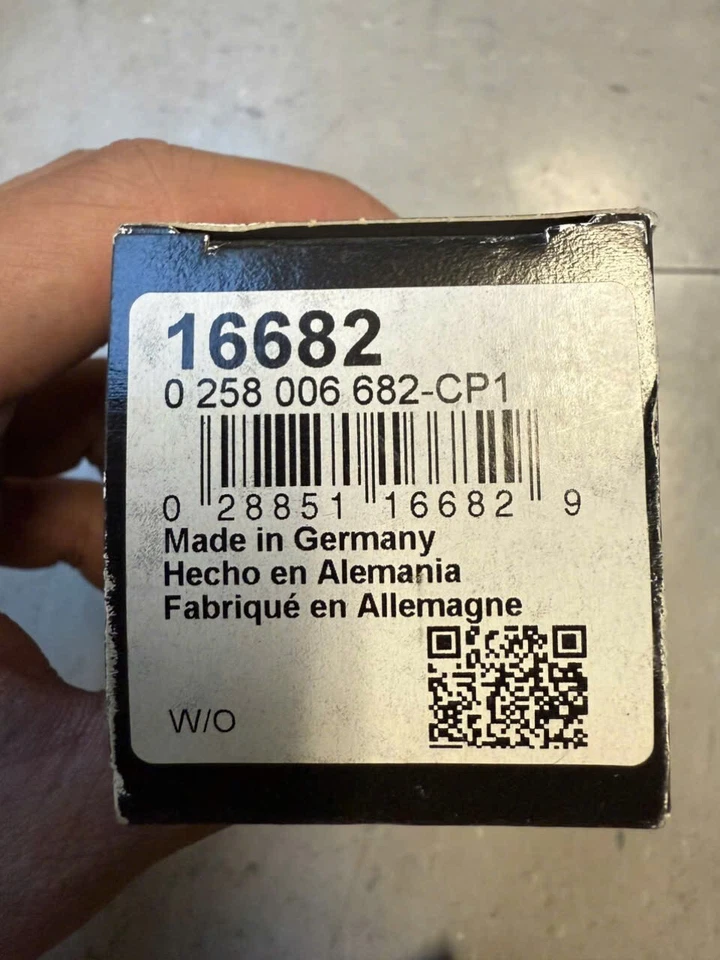 16682
0 258 006 682-CP1
0 28851 16682 9
Made in Germany
Hecho en Alemania
Fabriqué en Allemagne
W/O